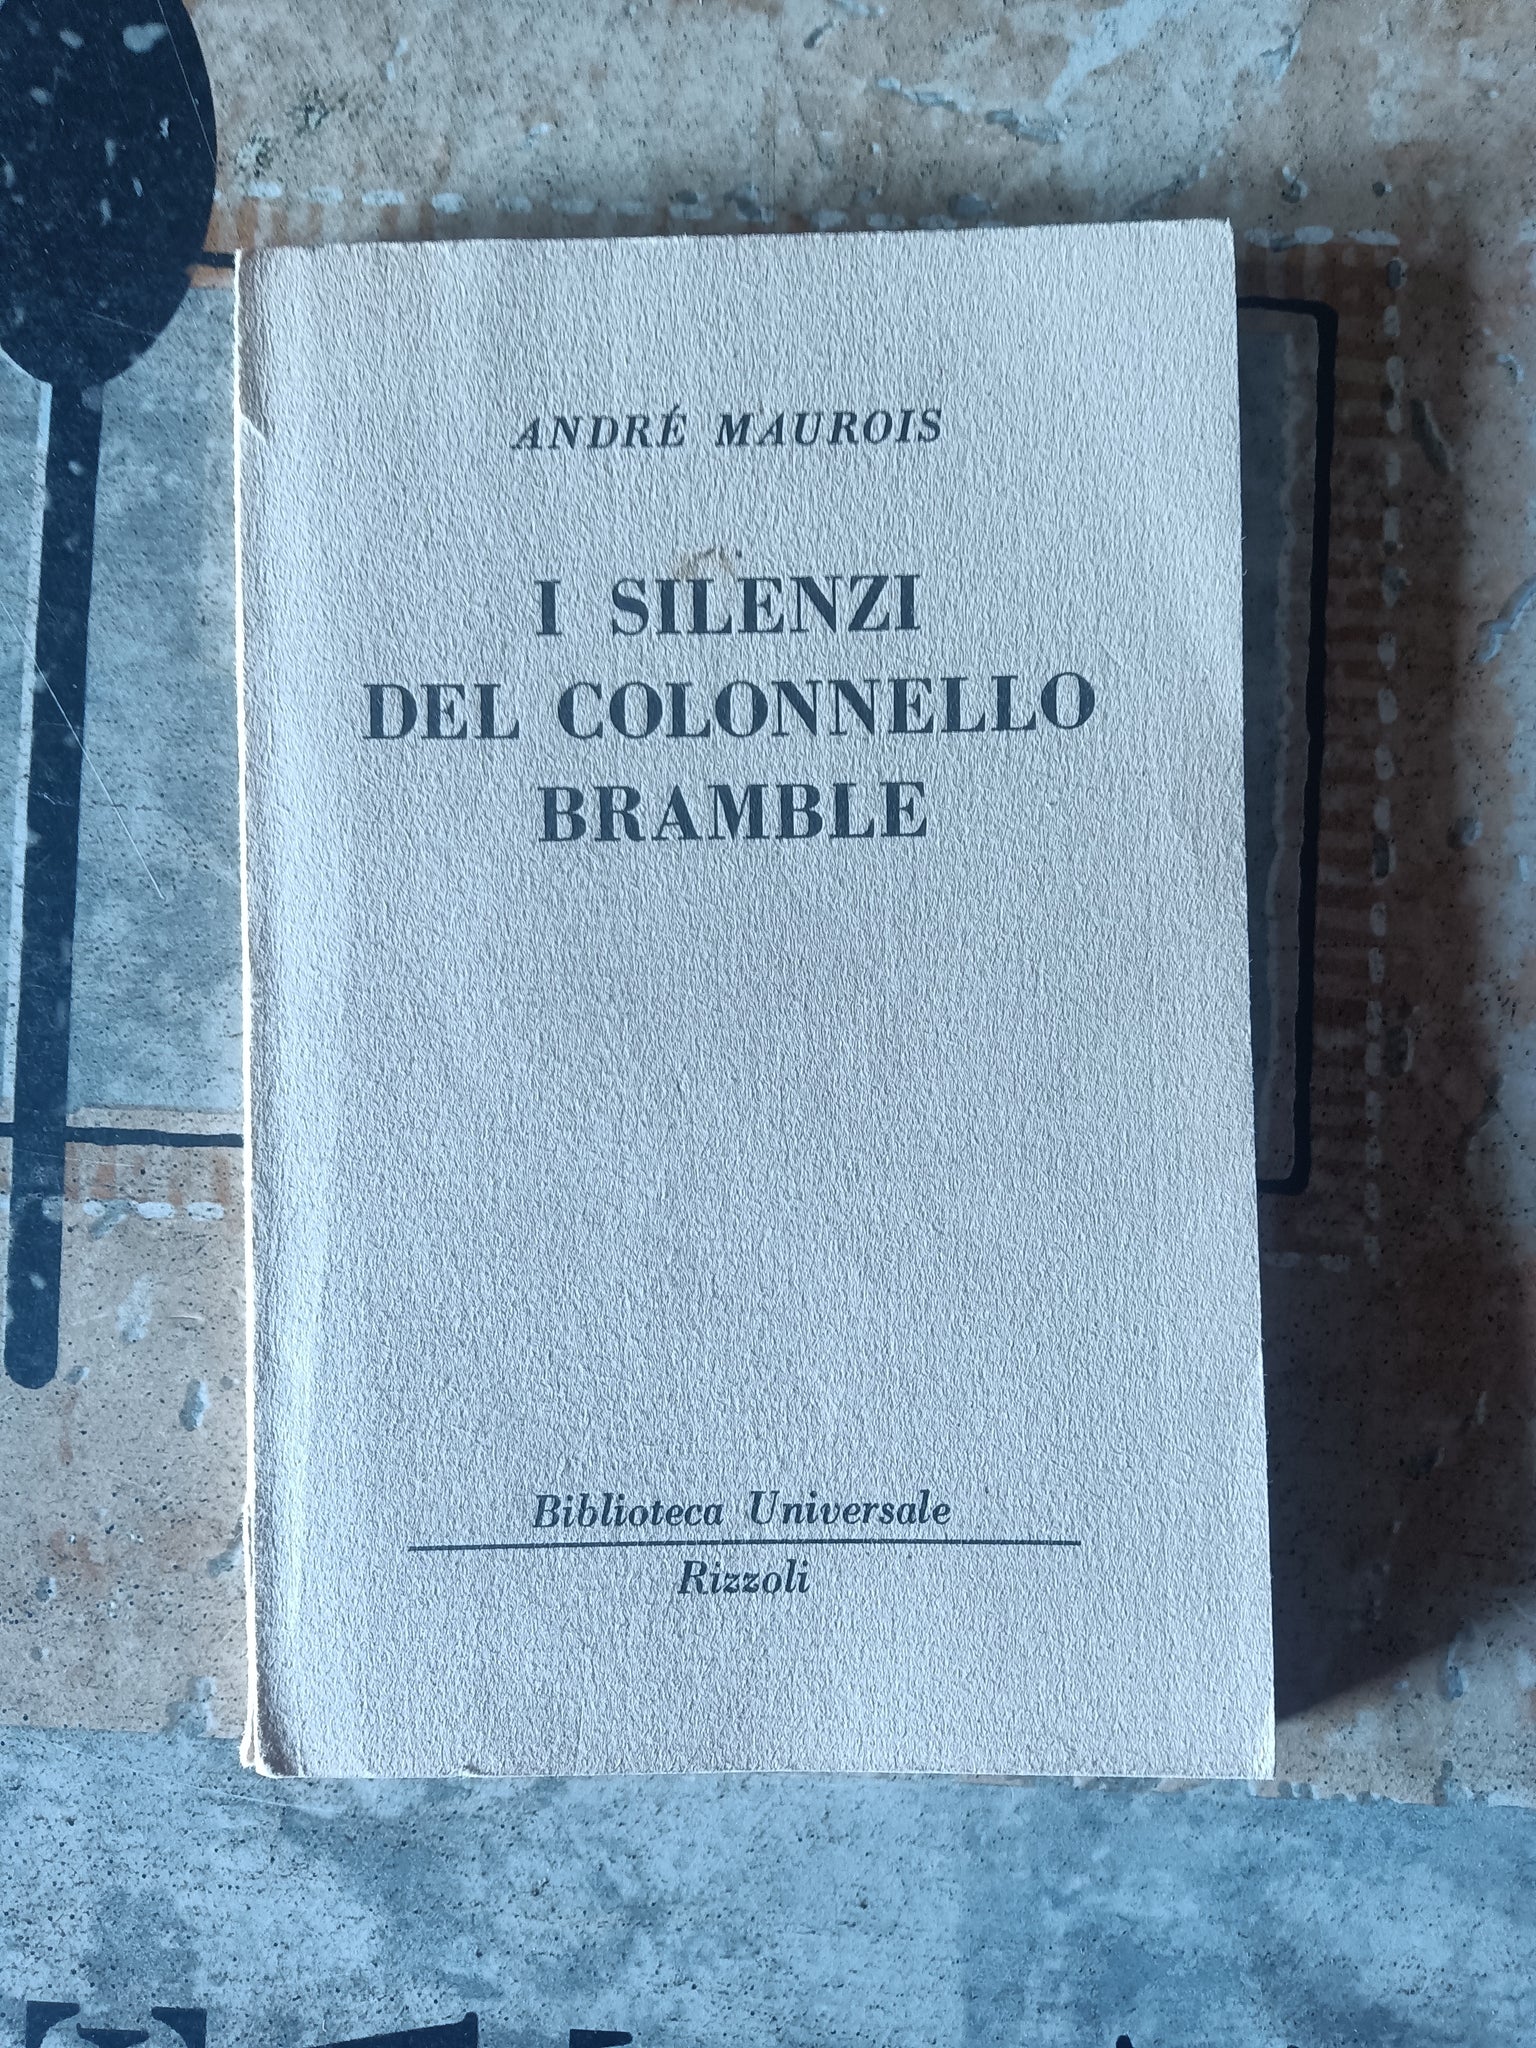 ANDRÉ MAUROIS
I SILENZI
DEL COLONNELLO
BRAMBLE
Biblioteca Universale
Rizzoli